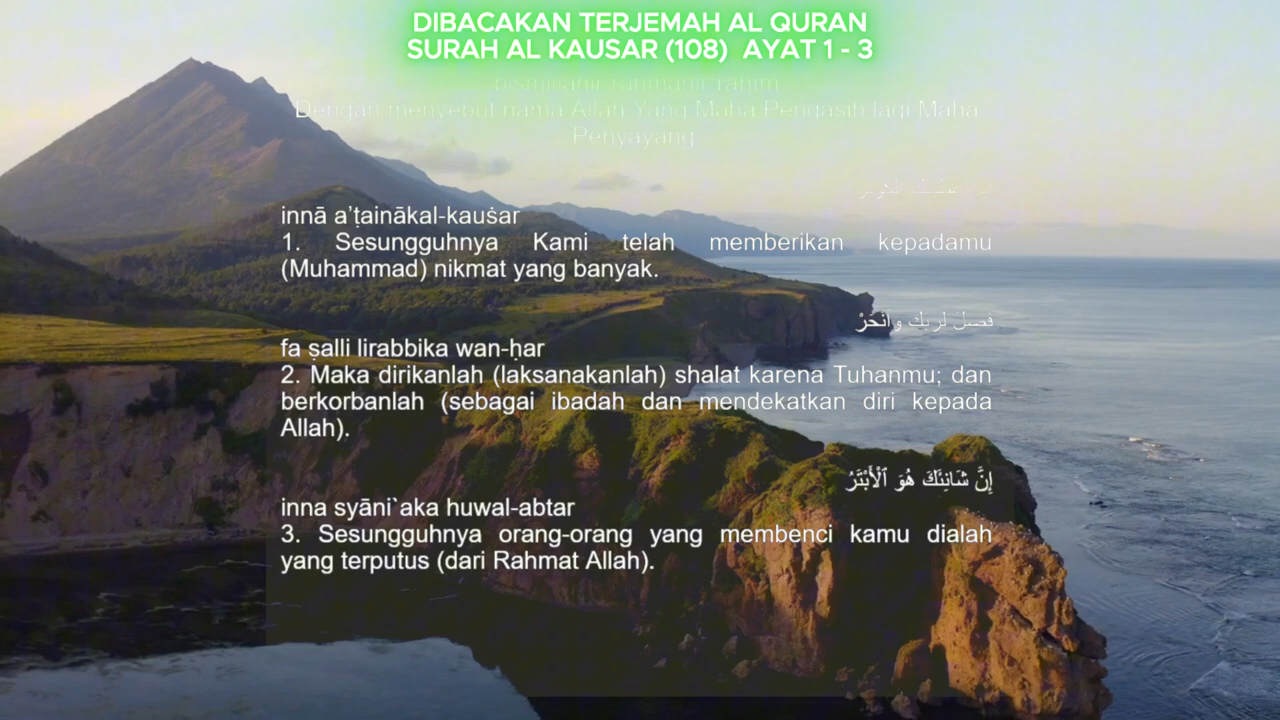 DIBACAKAN TERJEMAH AL QURAN
SURAH AL KAUSAR (108) AYAT 1 - 3
bismillahir rahmanir rahim
Dengan menyebut nama Allah Yang Maha Pengasih lagi Maha
Penyayang
innā a’ṭainākal-kauṡar
1. Sesungguhnya Kami telah memberikan kepadamu
(Muhammad) nikmat yang banyak.
فصل لربك وانْحَرْ
fa ṣalli lirabbika wan-ḥar
2. Maka dirikanlah (laksanakanlah) shalat karena Tuhanmu; dan
berkorbanlah (sebagai ibadah dan mendekatkan diri kepada
Allah).
إِنَّ شَانِئَكَ هُوَ ٱلْأَبْتَرُ
inna syāni`aka huwal-abtar
3. Sesungguhnya orang-orang yang membenci kamu dialah
yang terputus (dari Rahmat Allah).